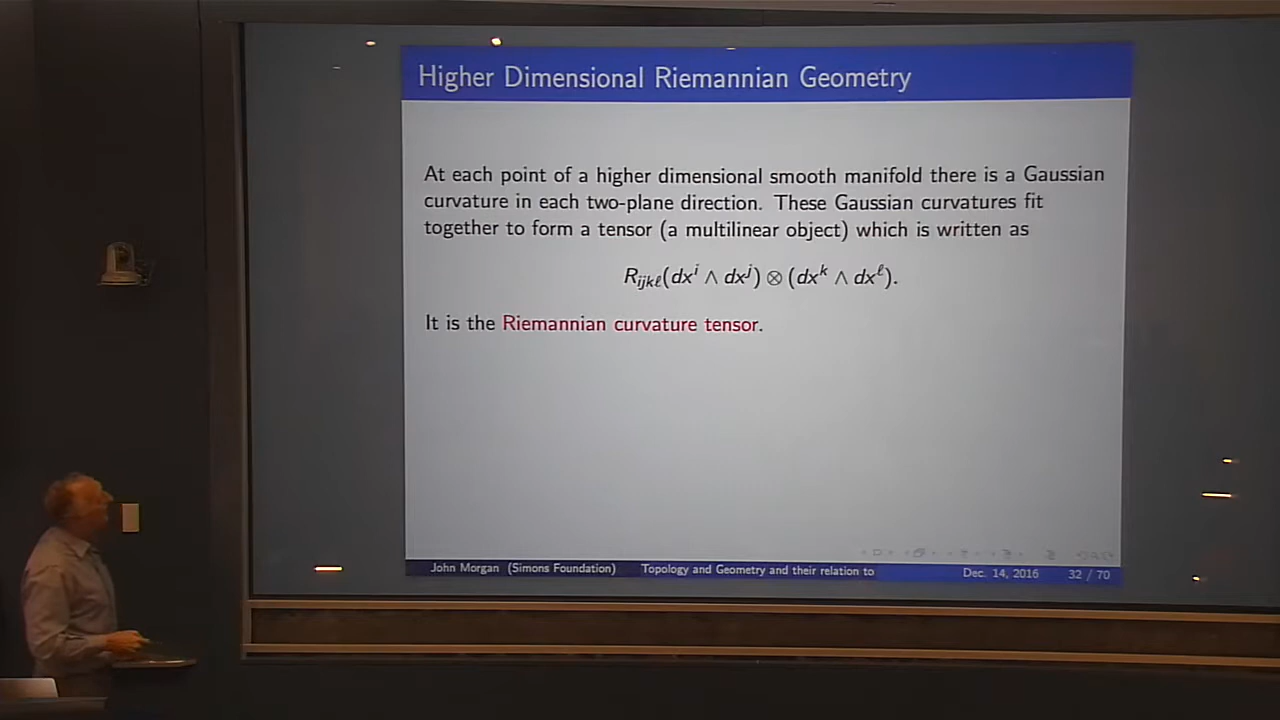 Higher Dimensional Riemannian Geometry
At each point of a higher dimensional smooth manifold there is a Gaussian
curvature in each two-plane direction. These Gaussian curvatures fit
together to form a tensor (a multilinear object) which is written as
R_{ijkℓ}(dx^i ∧ dx^j) ⊗ (dx^k ∧ dx^ℓ).
It is the Riemannian curvature tensor.
John Morgan (Simons Foundation) Topology and Geometry and their relation to Dec. 14, 2016 32 / 70